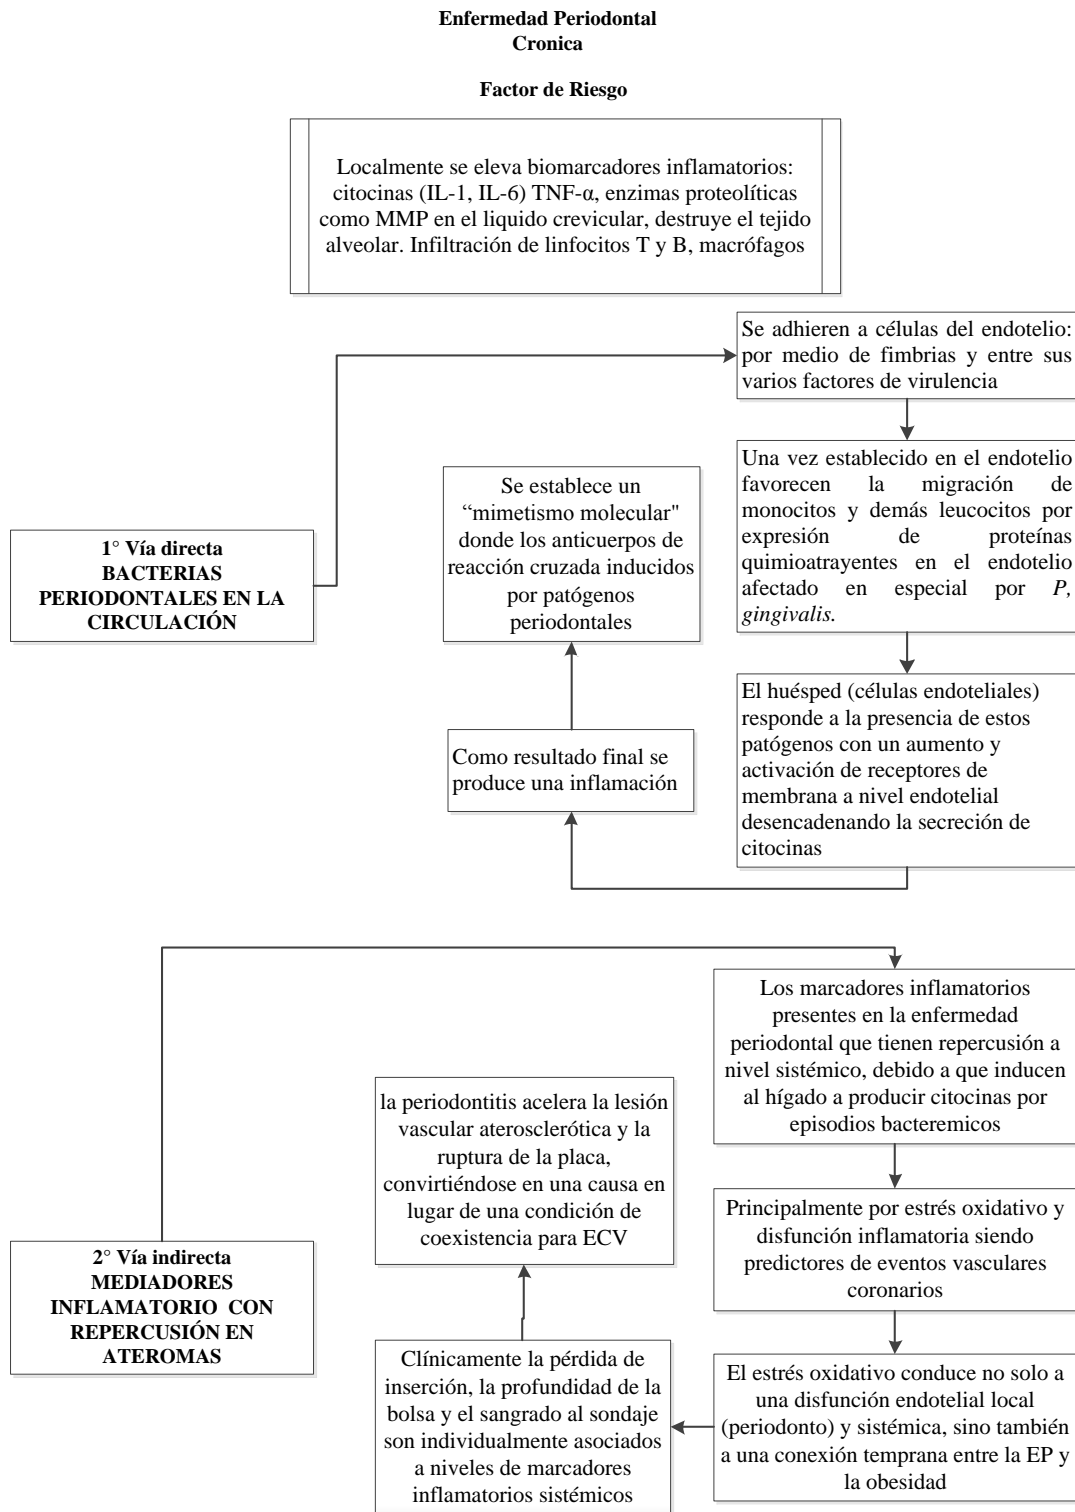 Enfermedad Periodontal
Cronica
Factor de Riesgo
Localmente se eleva biomarcadores inflamatorios:
citocinas (IL-1, IL-6) TNF-α, enzimas proteolíticas
como MMP en el liquido crevicular, destruye el tejido
alveolar. Infiltración de linfocitos T y B, macrófagos
1° Vía directa
BACTERIAS
PERIODONTALES EN LA
CIRCULACIÓN
Se adhieren a células del endotelio:
por medio de fimbrias y entre sus
varios factores de virulencia
Una vez establecido en el endotelio
favorecen la migración de
monocitos y demás leucocitos por
expresión de proteínas
quimioatrayentes en el endotelio
afectado en especial por P,
gingivalis.
El huésped (células endoteliales)
responde a la presencia de estos
patógenos con un aumento y
activación de receptores de
membrana a nivel endotelial
desencadenando la secreción de
citocinas
Como resultado final se
produce una inflamación
Se establece un
“mimetismo molecular"
donde los anticuerpos de
reacción cruzada inducidos
por patógenos
periodontales
2° Vía indirecta
MEDIADORES
INFLAMATORIO CON
REPERCUSIÓN EN
ATEROMAS
Los marcadores inflamatorios
presentes en la enfermedad
periodontal que tienen repercusión a
nivel sistémico, debido a que inducen
al hígado a producir citocinas por
episodios bacteremicos
Principalmente por estrés oxidativo y
disfunción inflamatoria siendo
predictores de eventos vasculares
coronarios
El estrés oxidativo conduce no solo a
una disfunción endotelial local
(periodonto) y sistémica, sino también
a una conexión temprana entre la EP y
la obesidad
Clínicamente la pérdida de
inserción, la profundidad de la
bolsa y el sangrado al sondaje
son individualmente asociados
a niveles de marcadores
inflamatorios sistémicos
la periodontitis acelera la lesión
vascular aterosclerótica y la
ruptura de la placa,
convirtiéndose en una causa en
lugar de una condición de
coexistencia para ECV